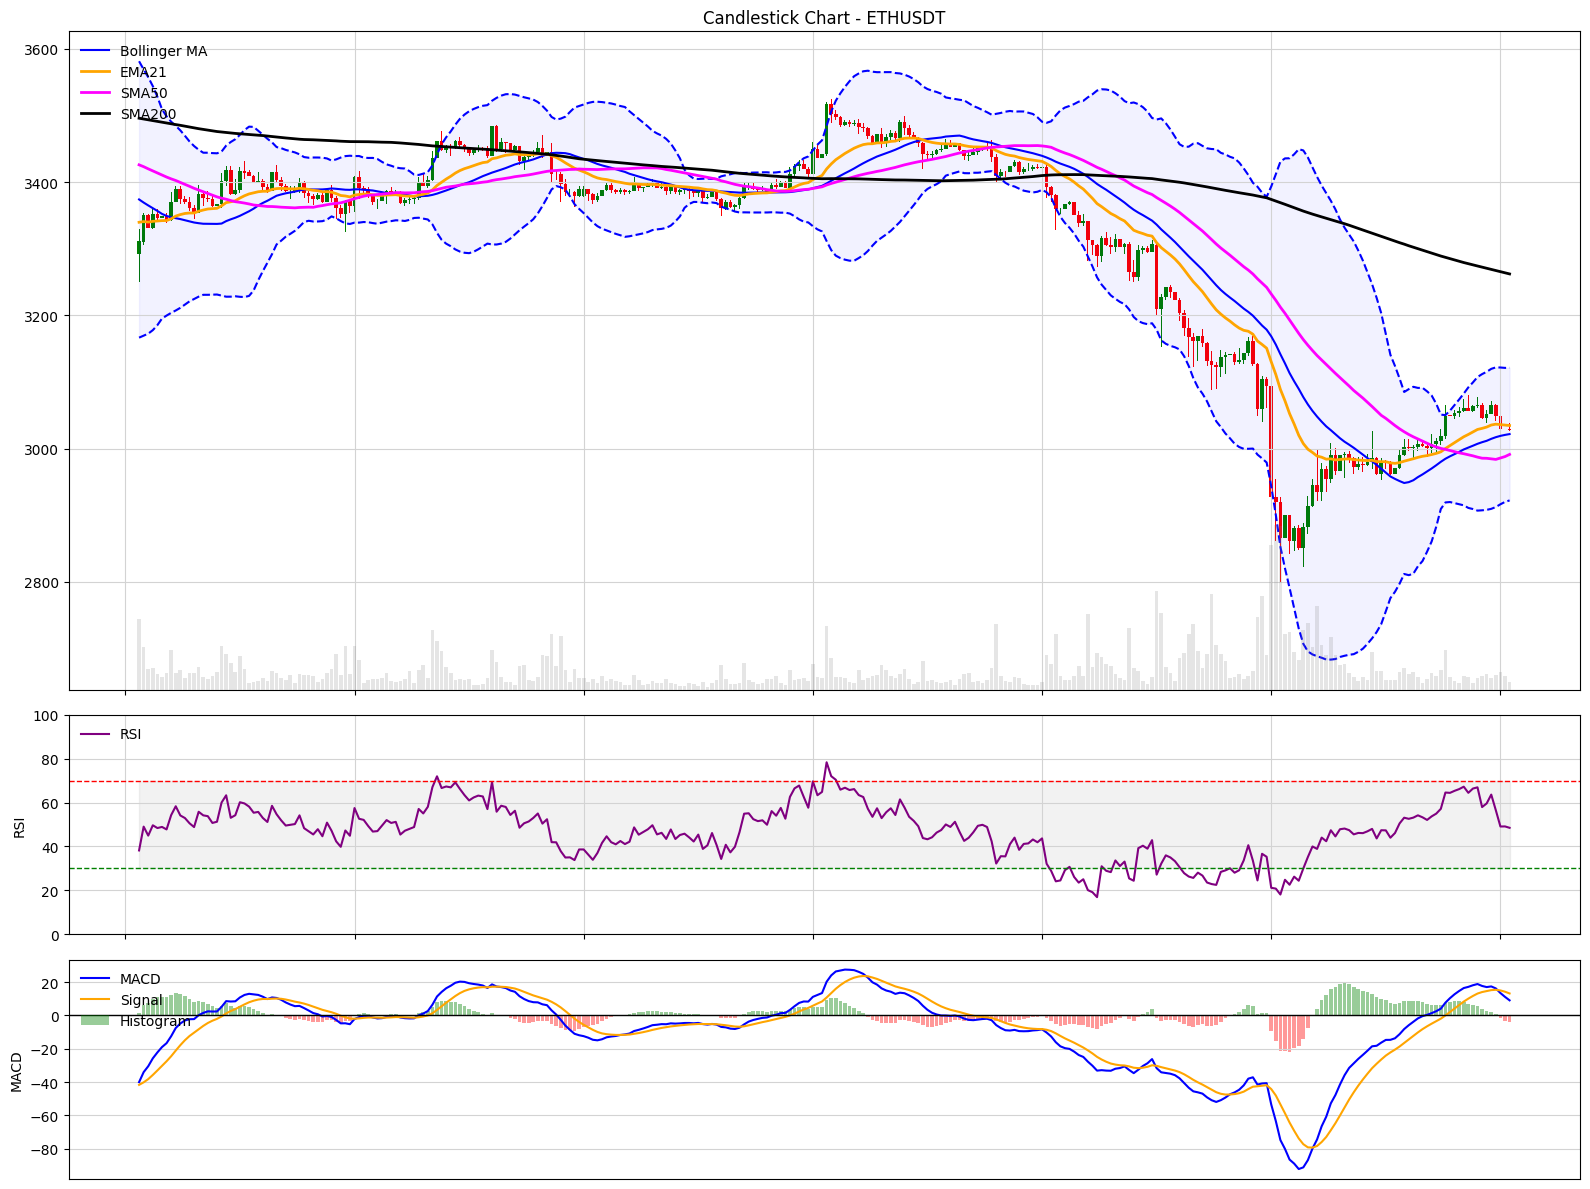 Candlestick Chart - ETHUSDT
Bollinger MA
EMA21
SMA50
SMA200
3600
3400
3200
3000
2800
RSI
RSI
100
80
60
40
20
0
MACD
Signal
Histogram
MACD
20
0
−20
−40
−60
−80